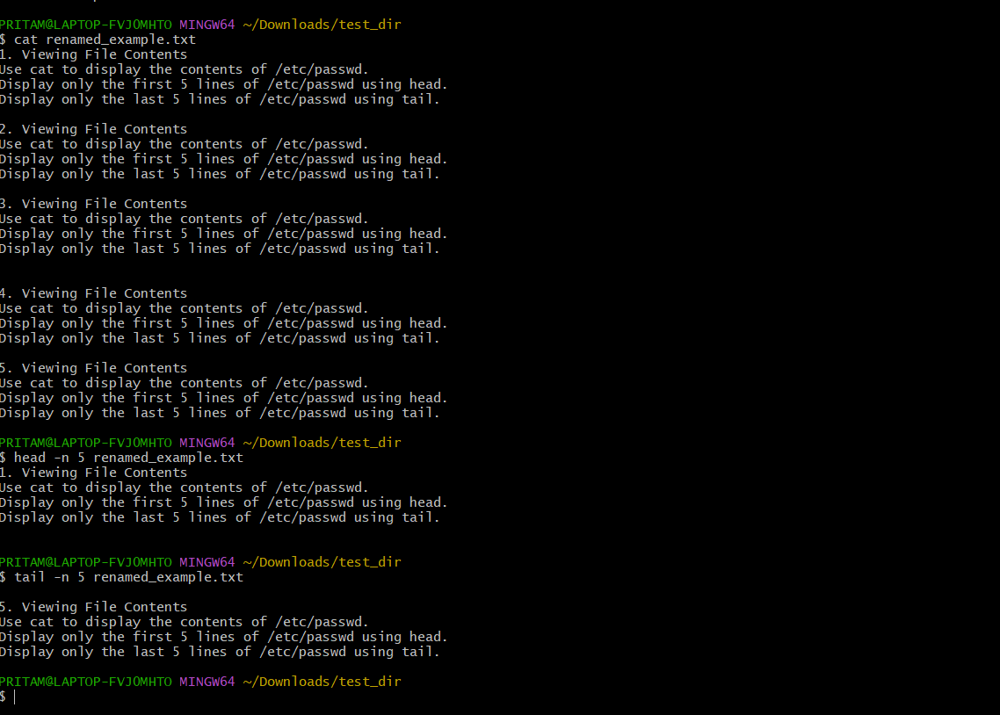 PRITAM@LAPTOP-FVJ0MHTO MINGW64 ~/Downloads/test_dir
$ cat renamed_example.txt
1. Viewing File Contents
Use cat to display the contents of /etc/passwd.
Display only the first 5 lines of /etc/passwd using head.
Display only the last 5 lines of /etc/passwd using tail.

2. Viewing File Contents
Use cat to display the contents of /etc/passwd.
Display only the first 5 lines of /etc/passwd using head.
Display only the last 5 lines of /etc/passwd using tail.

3. Viewing File Contents
Use cat to display the contents of /etc/passwd.
Display only the first 5 lines of /etc/passwd using head.
Display only the last 5 lines of /etc/passwd using tail.


4. Viewing File Contents
Use cat to display the contents of /etc/passwd.
Display only the first 5 lines of /etc/passwd using head.
Display only the last 5 lines of /etc/passwd using tail.

5. Viewing File Contents
Use cat to display the contents of /etc/passwd.
Display only the first 5 lines of /etc/passwd using head.
Display only the last 5 lines of /etc/passwd using tail.

PRITAM@LAPTOP-FVJ0MHTO MINGW64 ~/Downloads/test_dir
$ head -n 5 renamed_example.txt
1. Viewing File Contents
Use cat to display the contents of /etc/passwd.
Display only the first 5 lines of /etc/passwd using head.
Display only the last 5 lines of /etc/passwd using tail.


PRITAM@LAPTOP-FVJ0MHTO MINGW64 ~/Downloads/test_dir
$ tail -n 5 renamed_example.txt

5. Viewing File Contents
Use cat to display the contents of /etc/passwd.
Display only the first 5 lines of /etc/passwd using head.
Display only the last 5 lines of /etc/passwd using tail.

PRITAM@LAPTOP-FVJ0MHTO MINGW64 ~/Downloads/test_dir
$